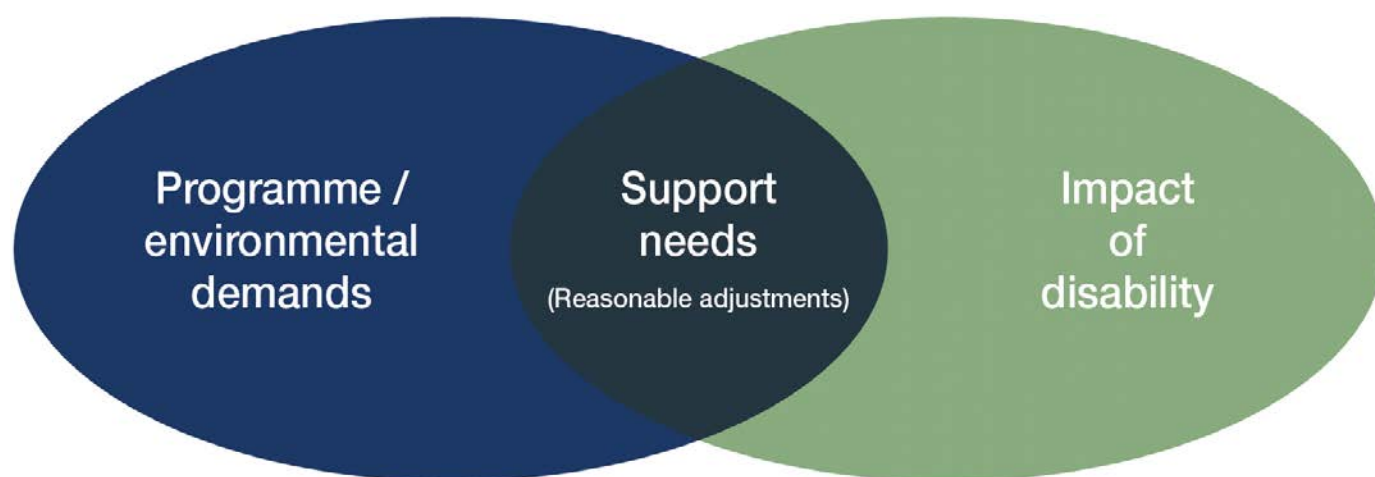 Programme /
environmental
demands
Support
needs
(Reasonable adjustments)
Impact
of
disability